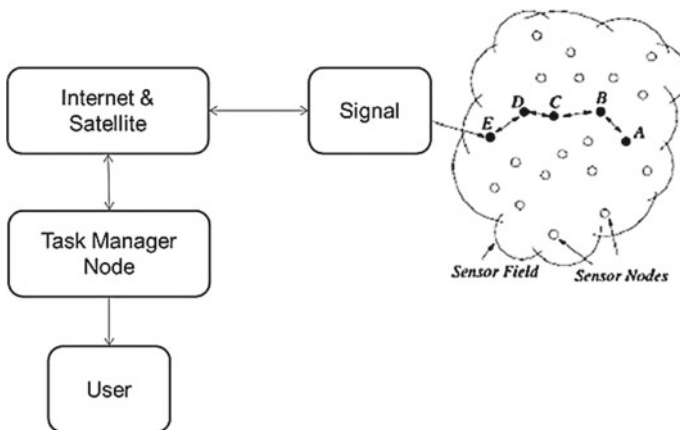 Internet &
Satellite
Signal
D
C
B
E
A
Task Manager
Node
Sensor Field
Sensor Nodes
User